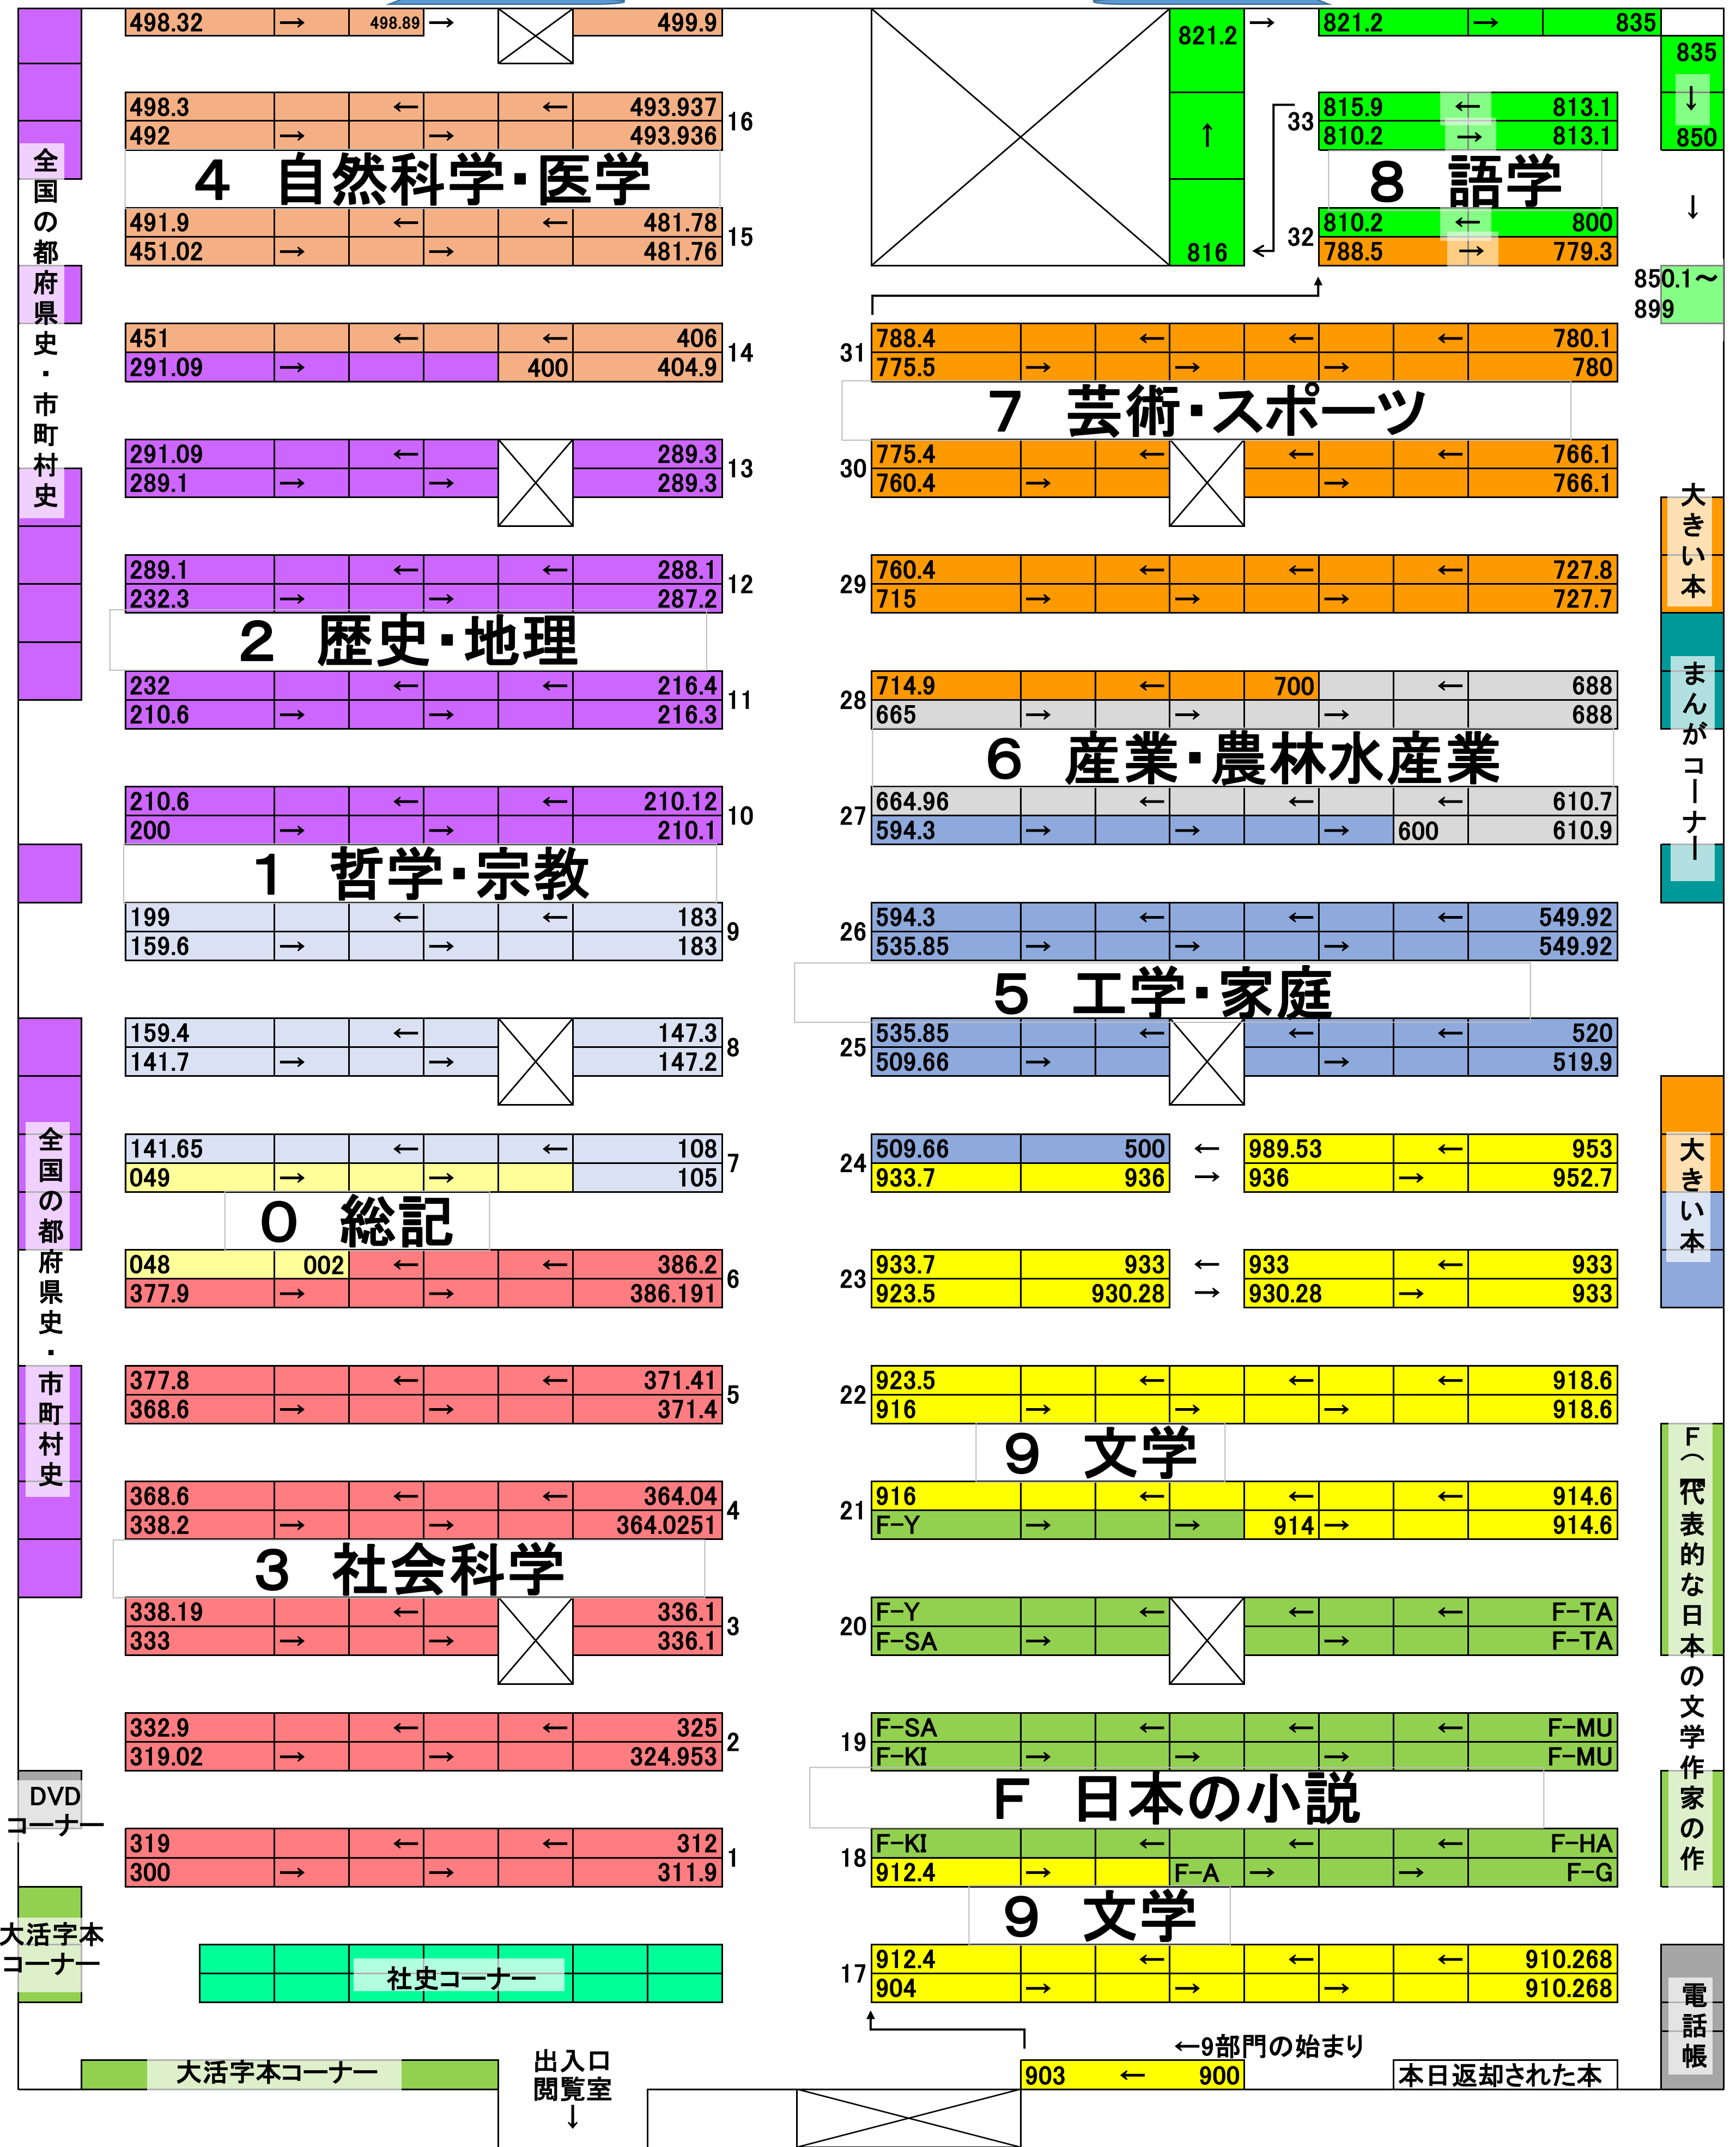 498.32 → 498.89 → 499.9
498.3 ← ← 493.937
492 → → 493.936
16
4 自然科学・医学
491.9 ← ← 481.78
451.02 → → 481.76
15
451 ← ← 406
291.09 → 400 404.9
14
291.09 ← 289.3
289.1 → → 289.3
13
289.1 ← ← 288.1
232.3 → → 287.2
12
2 歴史・地理
232 ← ← 216.4
210.6 → → 216.3
11
210.6 ← ← 210.12
200 → → 210.1
10
1 哲学・宗教
199 ← ← 183
159.6 → → 183
9
159.4 ← 147.3
141.7 → → 147.2
8
141.65 ← ← 108
049 → → 105
7
0 総記
048 002 ← ← 386.2
377.9 → → 386.191
6
377.8 ← ← 371.41
368.6 → → 371.4
5
368.6 ← ← 364.04
338.2 → → 364.0251
4
3 社会科学
338.19 ← 336.1
333 → → 336.1
3
332.9 ← ← 325
319.02 → → 324.953
2
319 ← ← 312
300 → → 311.9
1
社史コーナー
大活字本コーナー
出入口
閲覧室
↓
全国の都府県史・市町村史
全国の都府県史・市町村史
DVD
コーナー
大活字本
コーナー
821.2
↑
816
→
821.2 → 835
835
↓
850
↓
850.1～
899
33
815.9 ← 813.1
810.2 → 813.1
8 語学
32
810.2 ← 800
788.5 → 779.3
31
788.4 ← ← ← 780.1
775.5 → → → 780
7 芸術・スポーツ
30
775.4 ← ← ← 766.1
760.4 → → 766.1
29
760.4 ← ← ← 727.8
715 → → → 727.7
28
714.9 ← 700 ← 688
665 → → → 688
6 産業・農林水産業
27
664.96 ← ← ← 610.7
594.3 → → → 600 610.9
26
594.3 ← ← ← 549.92
535.85 → → → 549.92
5 工学・家庭
25
535.85 ← ← ← 520
509.66 → → 519.9
24
509.66 500 ← 989.53 ← 953
933.7 936 → 936 → 952.7
23
933.7 933 ← 933 ← 933
923.5 930.28 → 930.28 → 933
22
923.5 ← ← ← 918.6
916 → → → 918.6
9 文学
21
916 ← ← ← 914.6
F-Y → → 914 → 914.6
20
F-Y ← ← ← F-TA
F-SA → → F-TA
19
F-SA ← ← ← F-MU
F-KI → → → F-MU
F 日本の小説
18
F-KI ← ← ← F-HA
912.4 → F-A → → F-G
9 文学
17
912.4 ← ← ← 910.268
904 → → → 910.268
←9部門の始まり
903 ← 900
本日返却された本
大きい本
まんがコーナー
大きい本
F（代表的な日本の文学作家の作
電話帳